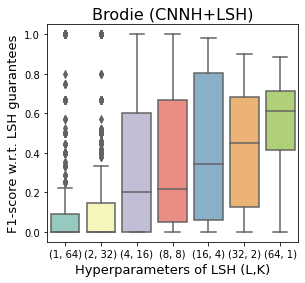 Brodie (CNNH+LSH)
F1-score w.r.t. LSH guarantees
1.0
0.8
0.6
0.4
0.2
0.0
(1, 64) (2, 32) (4, 16) (8, 8) (16, 4) (32, 2) (64, 1)
Hyperparameters of LSH (L,K)